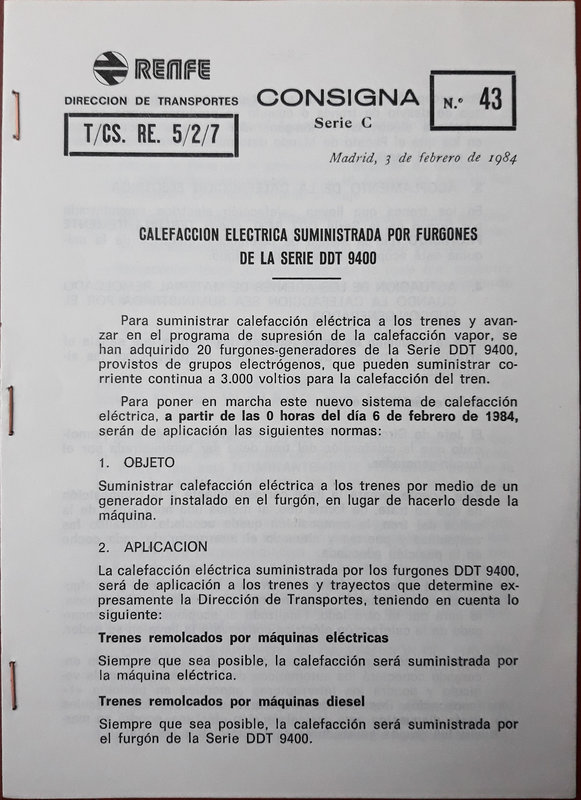 RENFE
DIRECCION DE TRANSPORTES
T/CS. RE. 5/2/7
CONSIGNA
Serie C
N.º 43
Madrid, 3 de febrero de 1984
CALEFACCION ELECTRICA SUMINISTRADA POR FURGONES
DE LA SERIE DDT 9400
Para suministrar calefacción eléctrica a los trenes y avan-
zar en el programa de supresión de la calefacción vapor, se
han adquirido 20 furgones-generadores de la Serie DDT 9400,
provistos de grupos electrógenos, que pueden suministrar co-
rriente continua a 3.000 voltios para la calefacción del tren.
Para poner en marcha este nuevo sistema de calefacción
eléctrica, a partir de las 0 horas del día 6 de febrero de 1984,
serán de aplicación las siguientes normas:
1. OBJETO
Suministrar calefacción eléctrica a los trenes por medio de un
generador instalado en el furgón, en lugar de hacerlo desde la
máquina.
2. APLICACION
La calefacción eléctrica suministrada por los furgones DDT 9400,
será de aplicación a los trenes y trayectos que determine ex-
presamente la Dirección de Transportes, teniendo en cuenta lo
siguiente:
Trenes remolcados por máquinas eléctricas
Siempre que sea posible, la calefacción será suministrada por
la máquina eléctrica.
Trenes remolcados por máquinas diesel
Siempre que sea posible, la calefacción será suministrada por
el furgón de la Serie DDT 9400.